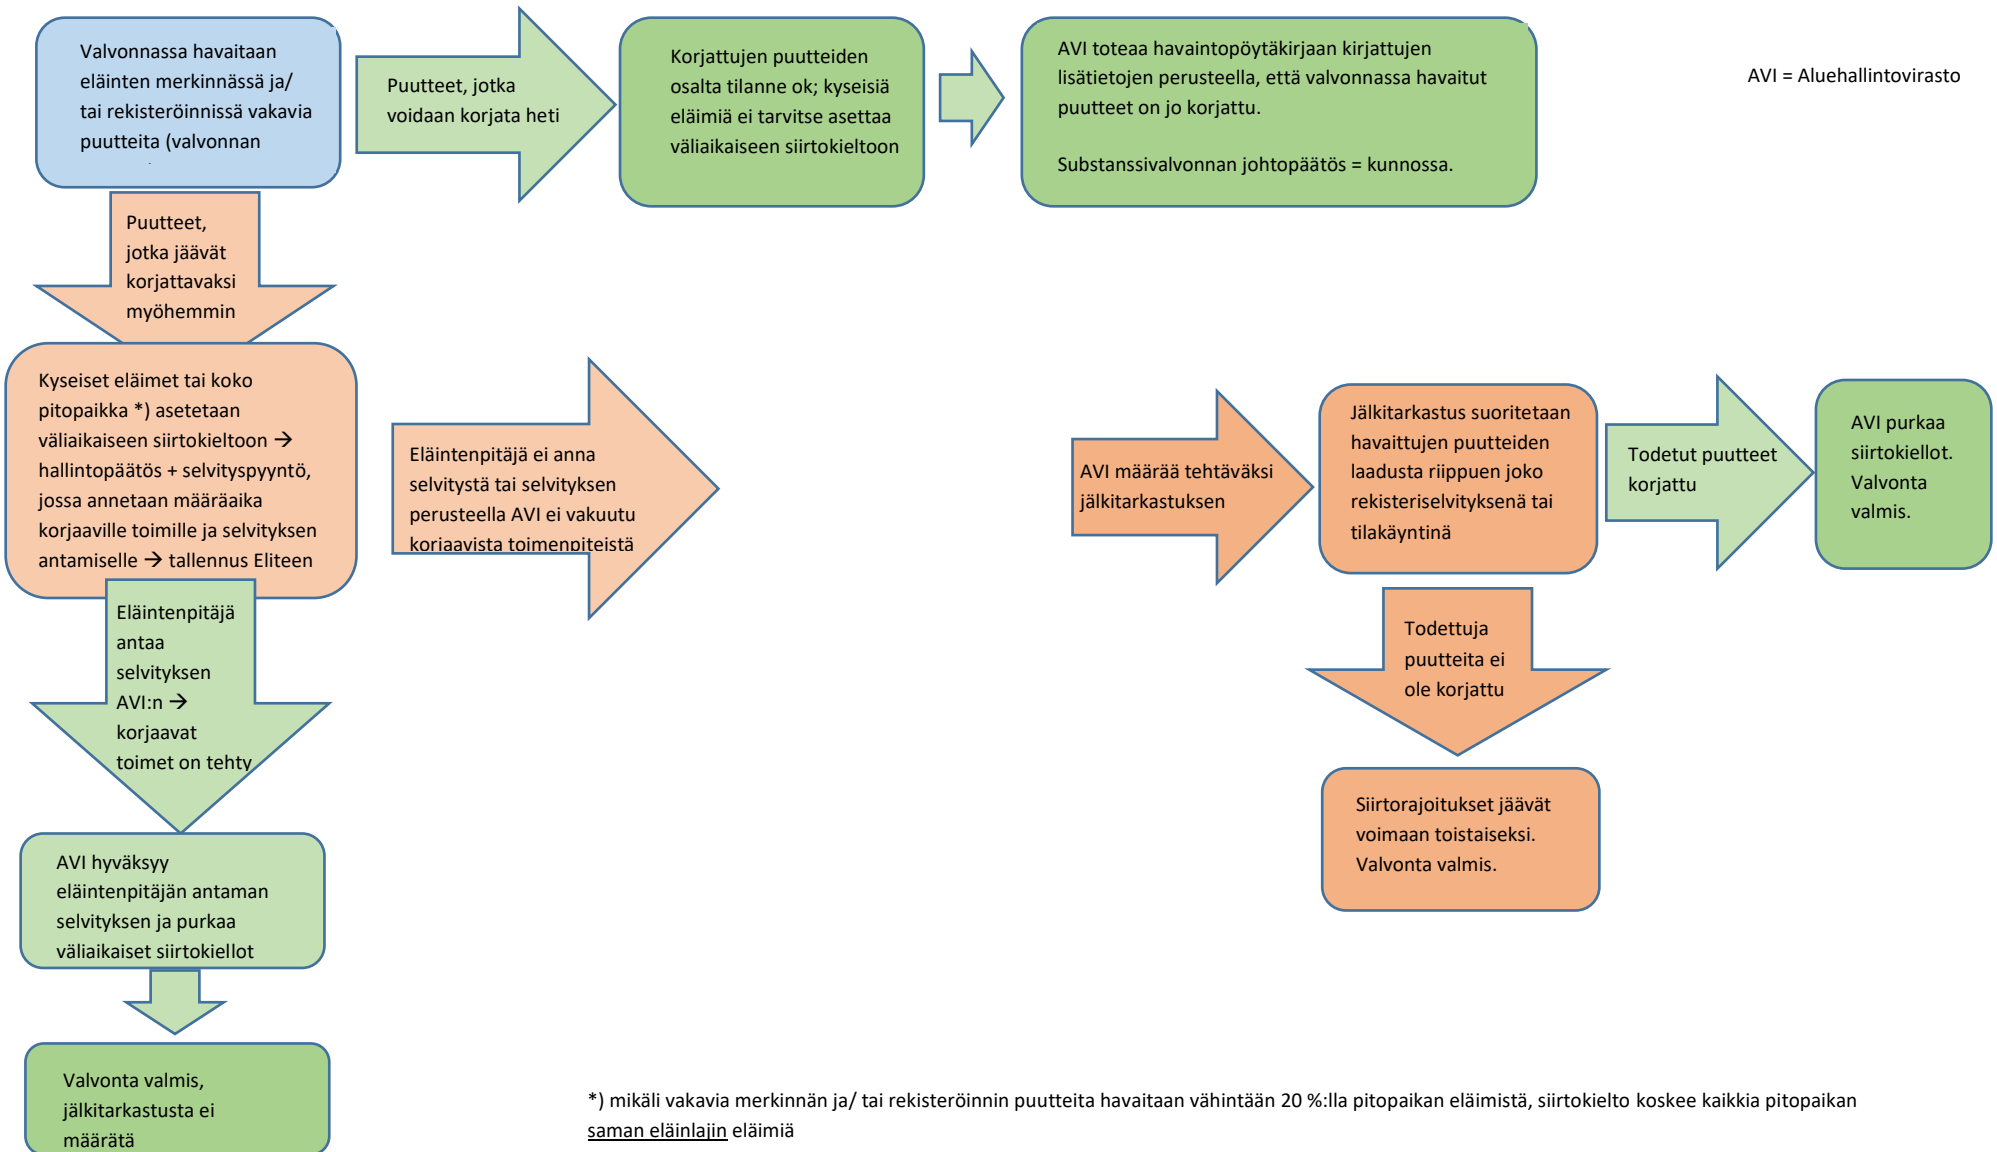 Valvonnassa havaitaan
eläinten merkinnässä ja/
tai rekisteröinnissä vakavia
puutteita (valvonnan
Puutteet, jotka
voidaan korjata heti
Korjattujen puutteiden
osalta tilanne ok; kyseisiä
eläimiä ei tarvitse asettaa
väliaikaiseen siirtokieltoon
AVI toteaa havaintopöytäkirjaan kirjattujen
lisätietojen perusteella, että valvonnassa havaitut
puutteet on jo korjattu.
Substanssivalvonnan johtopäätös = kunnossa.
AVI = Aluehallintovirasto
Puutteet,
jotka jäävät
korjattavaksi
myöhemmin
Kyseiset eläimet tai koko
pitopaikka *) asetetaan
väliaikaiseen siirtokieltoon →
hallintopäätös + selvityspyyntö,
jossa annetaan määräaika
korjaaville toimille ja selvityksen
antamiselle → tallennus Eliteen
Eläintenpitäjä ei anna
selvitystä tai selvityksen
perusteella AVI ei vakuutu
korjaavista toimenpiteistä
AVI määrää tehtäväksi
jälkitarkastuksen
Jälkitarkastus suoritetaan
havaittujen puutteiden
laadusta riippuen joko
rekisteriselvityksenä tai
tilakäyntinä
Todetut puutteet
korjattu
AVI purkaa
siirtokiellot.
Valvonta
valmis.
Eläintenpitäjä
antaa
selvityksen
AVI:n →
korjaavat
toimet on tehty
Todettuja
puutteita ei
ole korjattu
Siirtorajoitukset jäävät
voimaan toistaiseksi.
Valvonta valmis.
AVI hyväksyy
eläintenpitäjän antaman
selvityksen ja purkaa
väliaikaiset siirtokiellot
Valvonta valmis,
jälkitarkastusta ei
määrätä
*) mikäli vakavia merkinnän ja/ tai rekisteröinnin puutteita havaitaan vähintään 20 %:lla pitopaikan eläimistä, siirtokielto koskee kaikkia pitopaikan
saman eläinlajin eläimiä